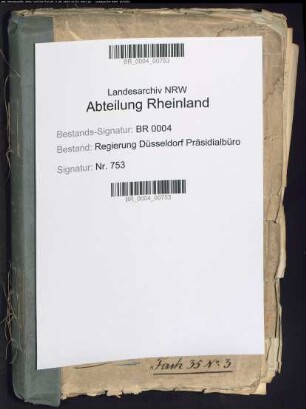 BR_0004_00753
Landesarchiv NRW
Abteilung Rheinland
Bestands-Signatur: BR 0004
Bestand: Regierung Düsseldorf Präsidialbüro
Signatur: Nr. 753
BR_0004_00753
Fach 35 No 3